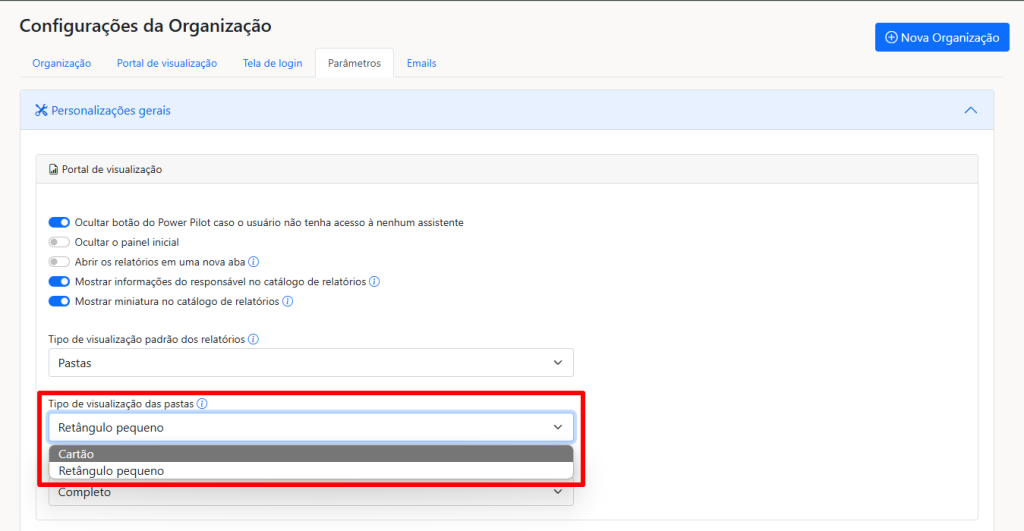 Configurações da Organização
Nova Organização
Organização
Portal de visualização
Tela de login
Parâmetros
Emails
Personalizações gerais
Portal de visualização
Ocultar botão do Power Pilot caso o usuário não tenha acesso à nenhum assistente
Ocultar o painel inicial
Abrir os relatórios em uma nova aba
Mostrar informações do responsável no catálogo de relatórios
Mostrar miniatura no catálogo de relatórios
Tipo de visualização padrão dos relatórios
Pastas
Tipo de visualização das pastas
Retângulo pequeno
Cartão
Retângulo pequeno
Completo